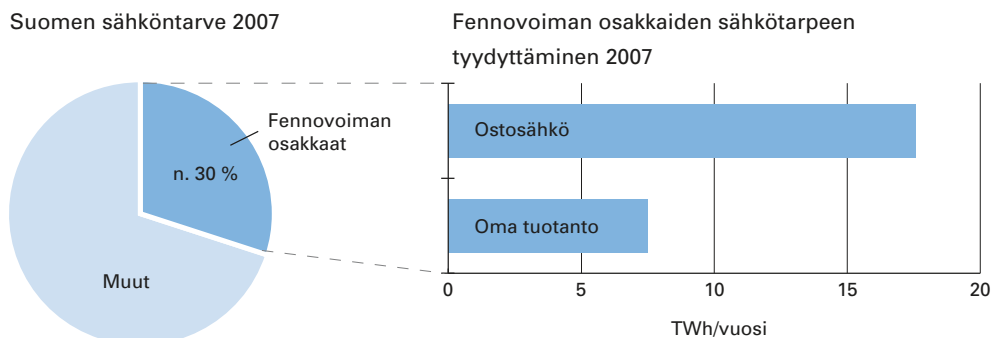 Suomen sähköntarve 2007
Fennovoiman
osakkaat
n. 30 %
Muut
Fennovoiman osakkaiden sähkötarpeen
tyydyttäminen 2007
Ostosähkö
Oma tuotanto
0 5 10 15 20
TWh/vuosi